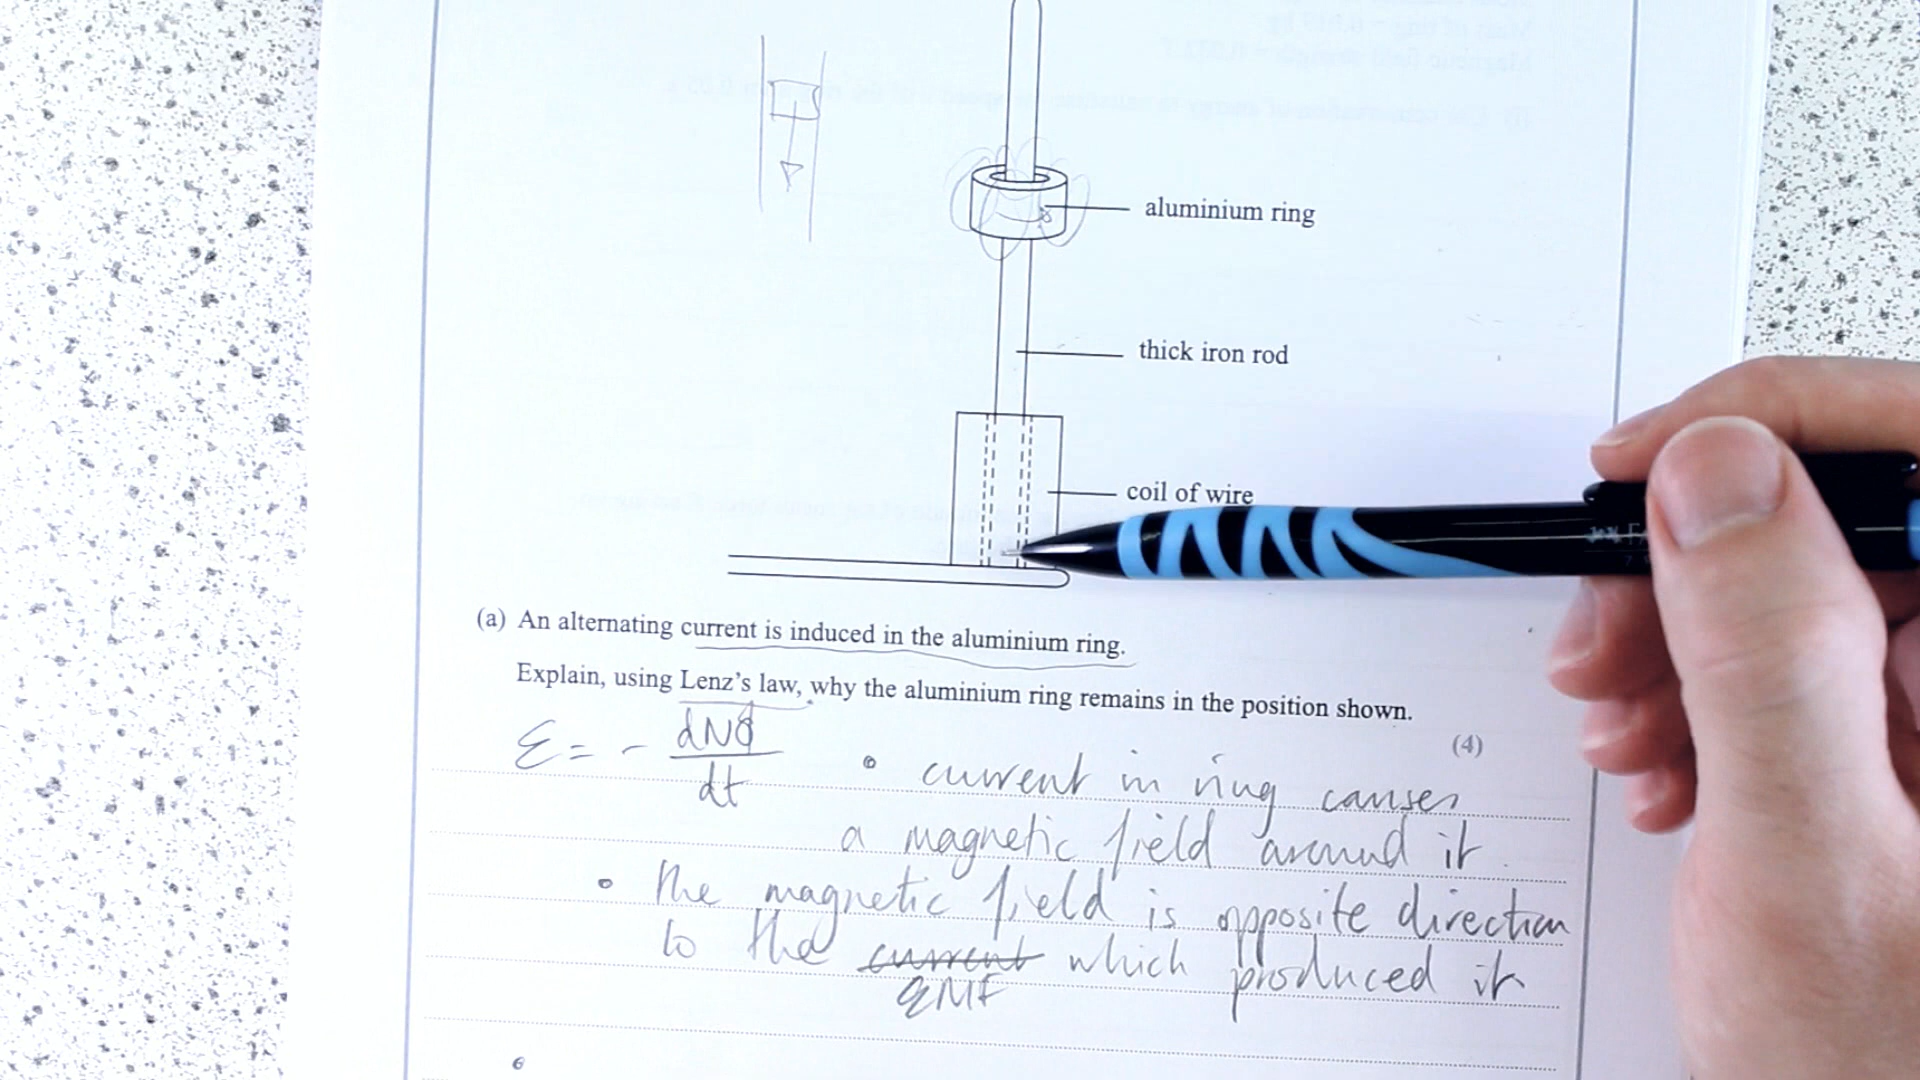 aluminium ring
thick iron rod
coil of wire
(a) An alternating current is induced in the aluminium ring.
Explain, using Lenz's law, why the aluminium ring remains in the position shown.
(4)
ε = - dNϕ
dt
• current in ring causes
a magnetic field around it.
• The magnetic field is opposite direction
to the current which produced it
EMF
6